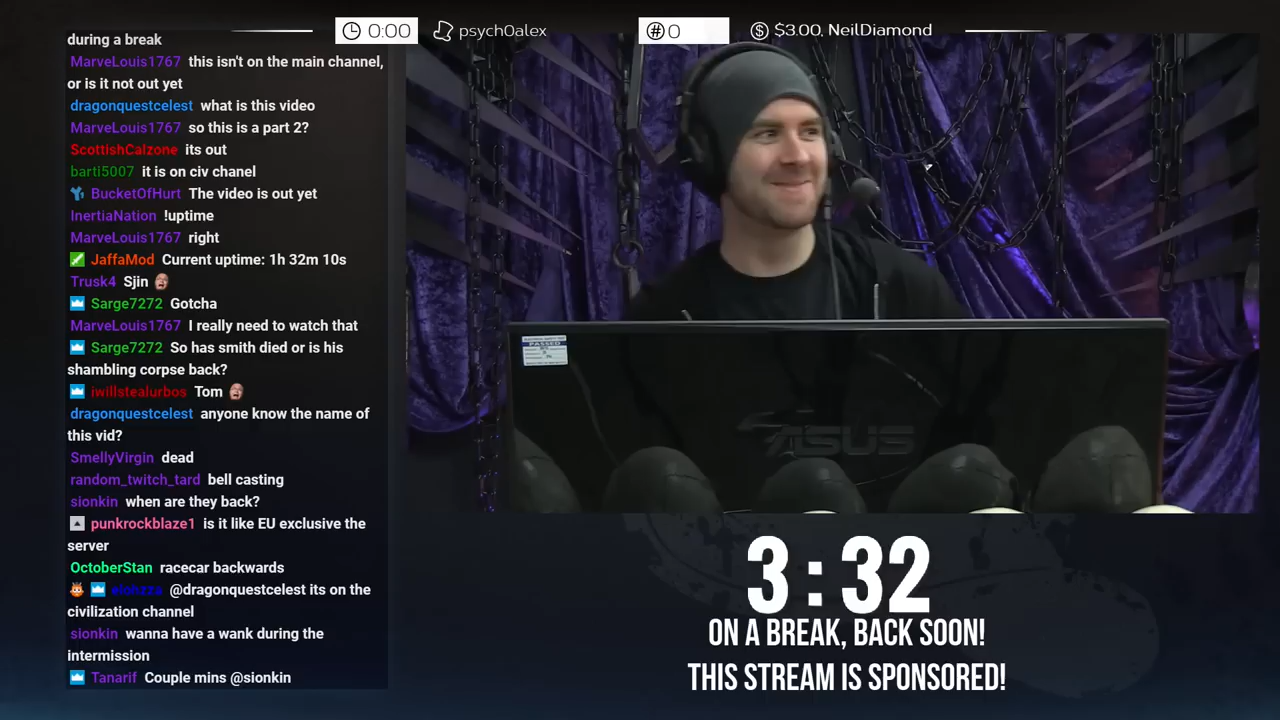 0:00
psych0alex
#0
$3.00, NeilDiamond
during a break
MarveLouis1767 this isn't on the main channel,
or is it not out yet
dragonquestcelest what is this video
MarveLouis1767 so this is a part 2?
ScottishCalzone its out
barti5007 it is on civ chanel
BucketOfHurt The video is out yet
InertiaNation !uptime
MarveLouis1767 right
JaffaMod Current uptime: 1h 32m 10s
Trusk4 Sjin
Sarge7272 Gotcha
MarveLouis1767 I really need to watch that
Sarge7272 So has smith died or is his
shambling corpse back?
iwillstealurbos Tom
dragonquestcelest anyone know the name of
this vid?
SmellyVirgin dead
random_twitch_tard bell casting
sionkin when are they back?
punkrockblaze1 is it like EU exclusive the
server
OctoberStan racecar backwards
@dragonquestcelest its on the
civilization channel
sionkin wanna have a wank during the
intermission
Tanarif Couple mins @sionkin
PASSED
ASUS
3:32
ON A BREAK, BACK SOON!
THIS STREAM IS SPONSORED!